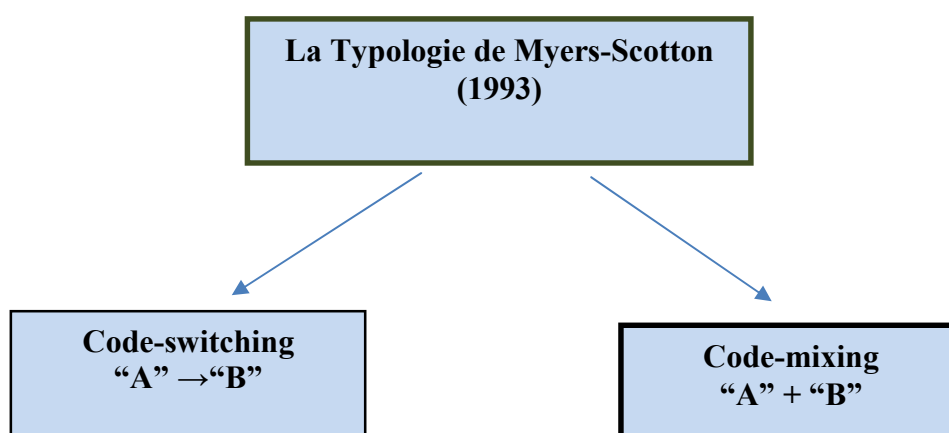 La Typologie de Myers-Scotton
(1993)
Code-switching
“A” →“B”
Code-mixing
“A” + “B”